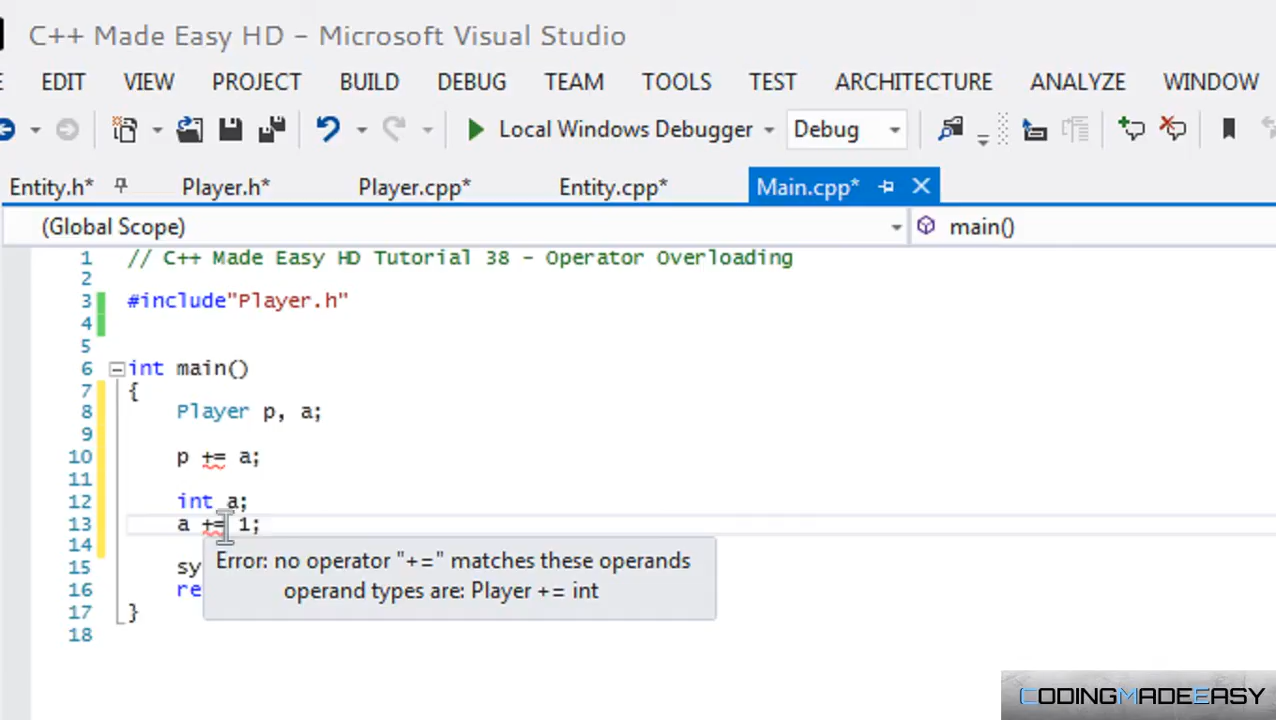 C++ Made Easy HD - Microsoft Visual Studio
EDIT VIEW PROJECT BUILD DEBUG TEAM TOOLS TEST ARCHITECTURE ANALYZE WINDOW
Local Windows Debugger Debug
Entity.h* Player.h* Player.cpp* Entity.cpp* Main.cpp*
(Global Scope) main()
1 // C++ Made Easy HD Tutorial 38 - Operator Overloading
2
3 #include"Player.h"
4
5
6 int main()
7 {
8 Player p, a;
9
10 p += a;
11
12 int a;
13 a += 1;
14
Error: no operator "+=" matches these operands
15 sy
operand types are: Player += int
16 re
17 }
18
CODINGMADEEASY